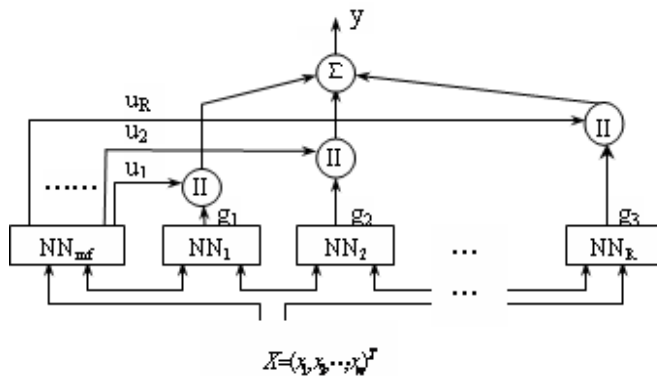 y
Σ
u_R
II
u_2
II
u_1
II
......
g_1
g_2
g_3
NN_mf
NN_1
NN_2
...
NN_R
...
X=(x_1,x_2,…,x_n)^T